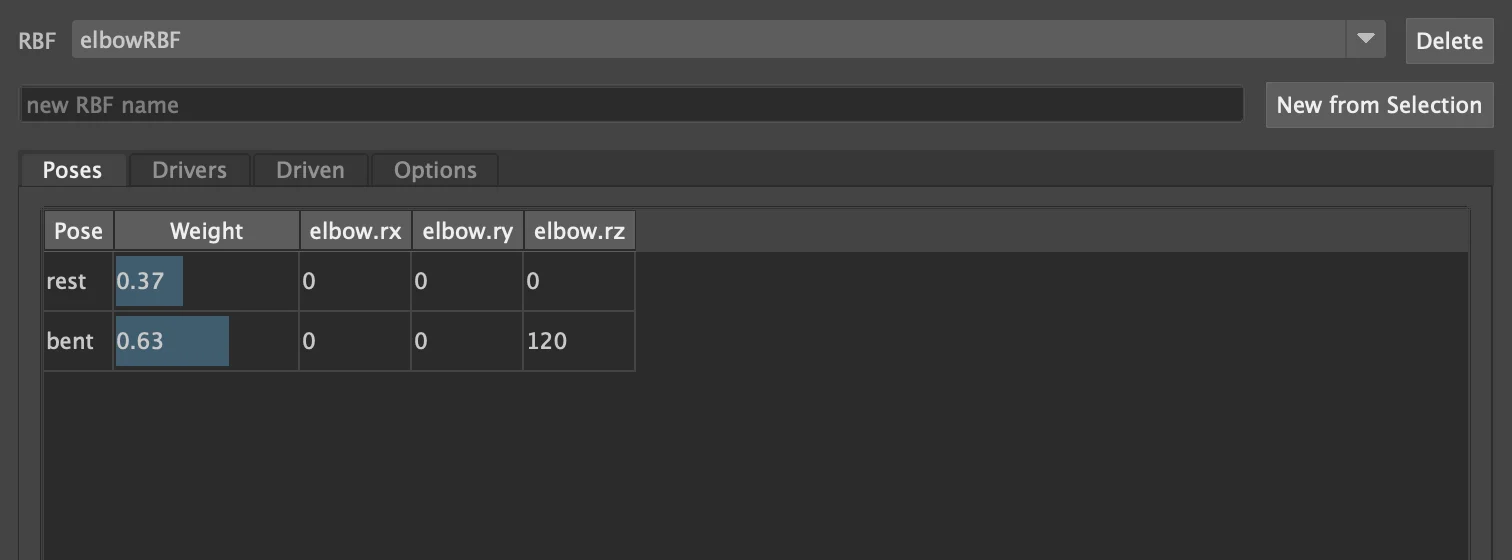 RBF elbowRBF Delete
new RBF name New from Selection
Poses Drivers Driven Options
Pose Weight elbow.rx elbow.ry elbow.rz
rest 0.37 0 0 0
bent 0.63 0 0 120